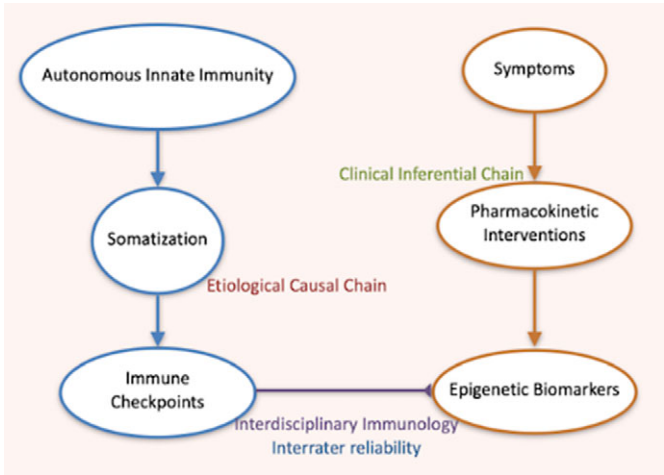 Autonomous Innate Immunity
Symptoms
Clinical Inferential Chain
Somatization
Pharmacokinetic
Interventions
Etiological Causal Chain
Immune
Checkpoints
Epigenetic Biomarkers
Interdisciplinary Immunology
Interrater reliability